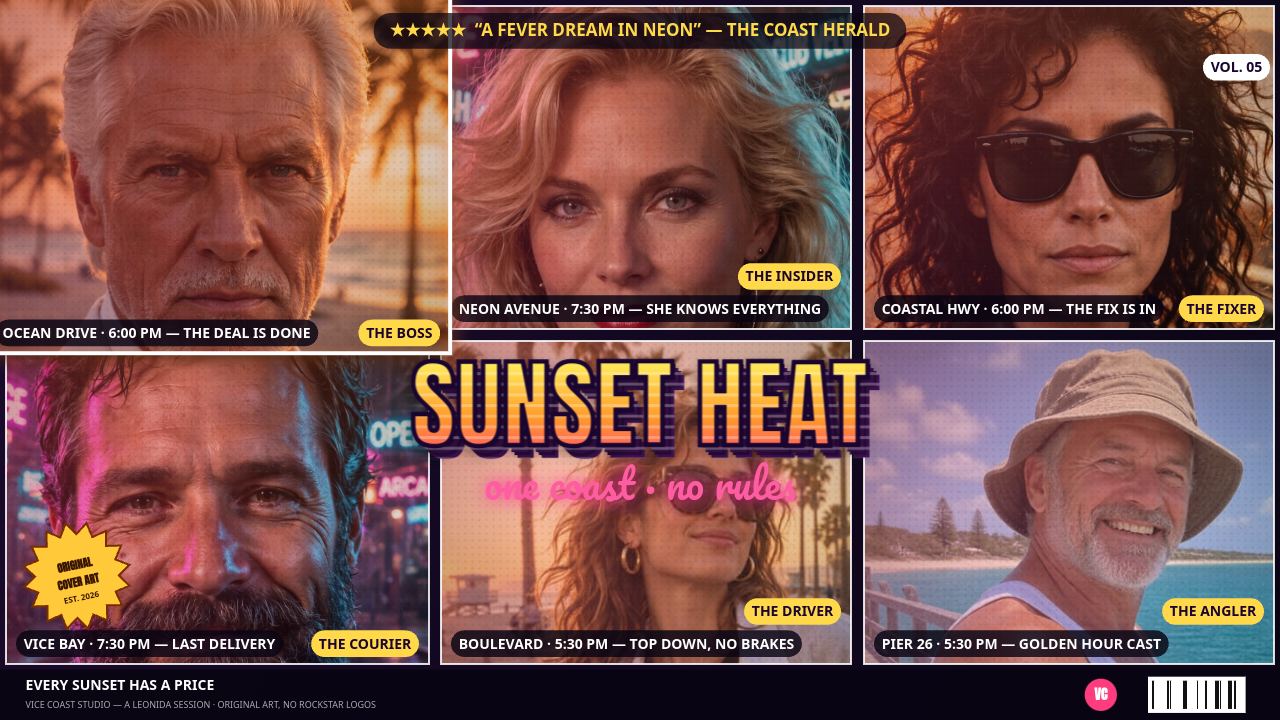 ★★★★★ “A FEVER DREAM IN NEON” — THE COAST HERALD
VOL. 05
OCEAN DRIVE · 6:00 PM — THE DEAL IS DONE
THE BOSS
THE INSIDER
NEON AVENUE · 7:30 PM — SHE KNOWS EVERYTHING
COASTAL HWY · 6:00 PM — THE FIX IS IN
THE FIXER
SUNSET HEAT
one coast · no rules
OPE
ARCA
ORIGINAL
COVER ART
EST. 2026
VICE BAY · 7:30 PM — LAST DELIVERY
THE COURIER
THE DRIVER
BOULEVARD · 5:30 PM — TOP DOWN, NO BRAKES
THE ANGLER
PIER 26 · 5:30 PM — GOLDEN HOUR CAST
EVERY SUNSET HAS A PRICE
VICE COAST STUDIO — A LEONIDA SESSION · ORIGINAL ART, NO ROCKSTAR LOGOS
VC